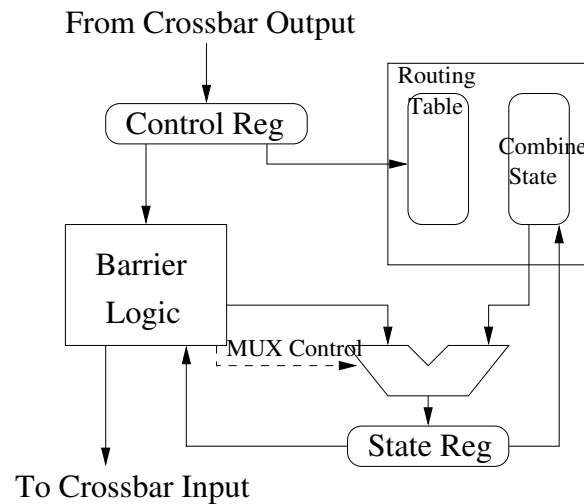 From Crossbar Output
Control Reg
Routing
Table
Combine
State
Barrier
Logic
MUX Control
State Reg
To Crossbar Input